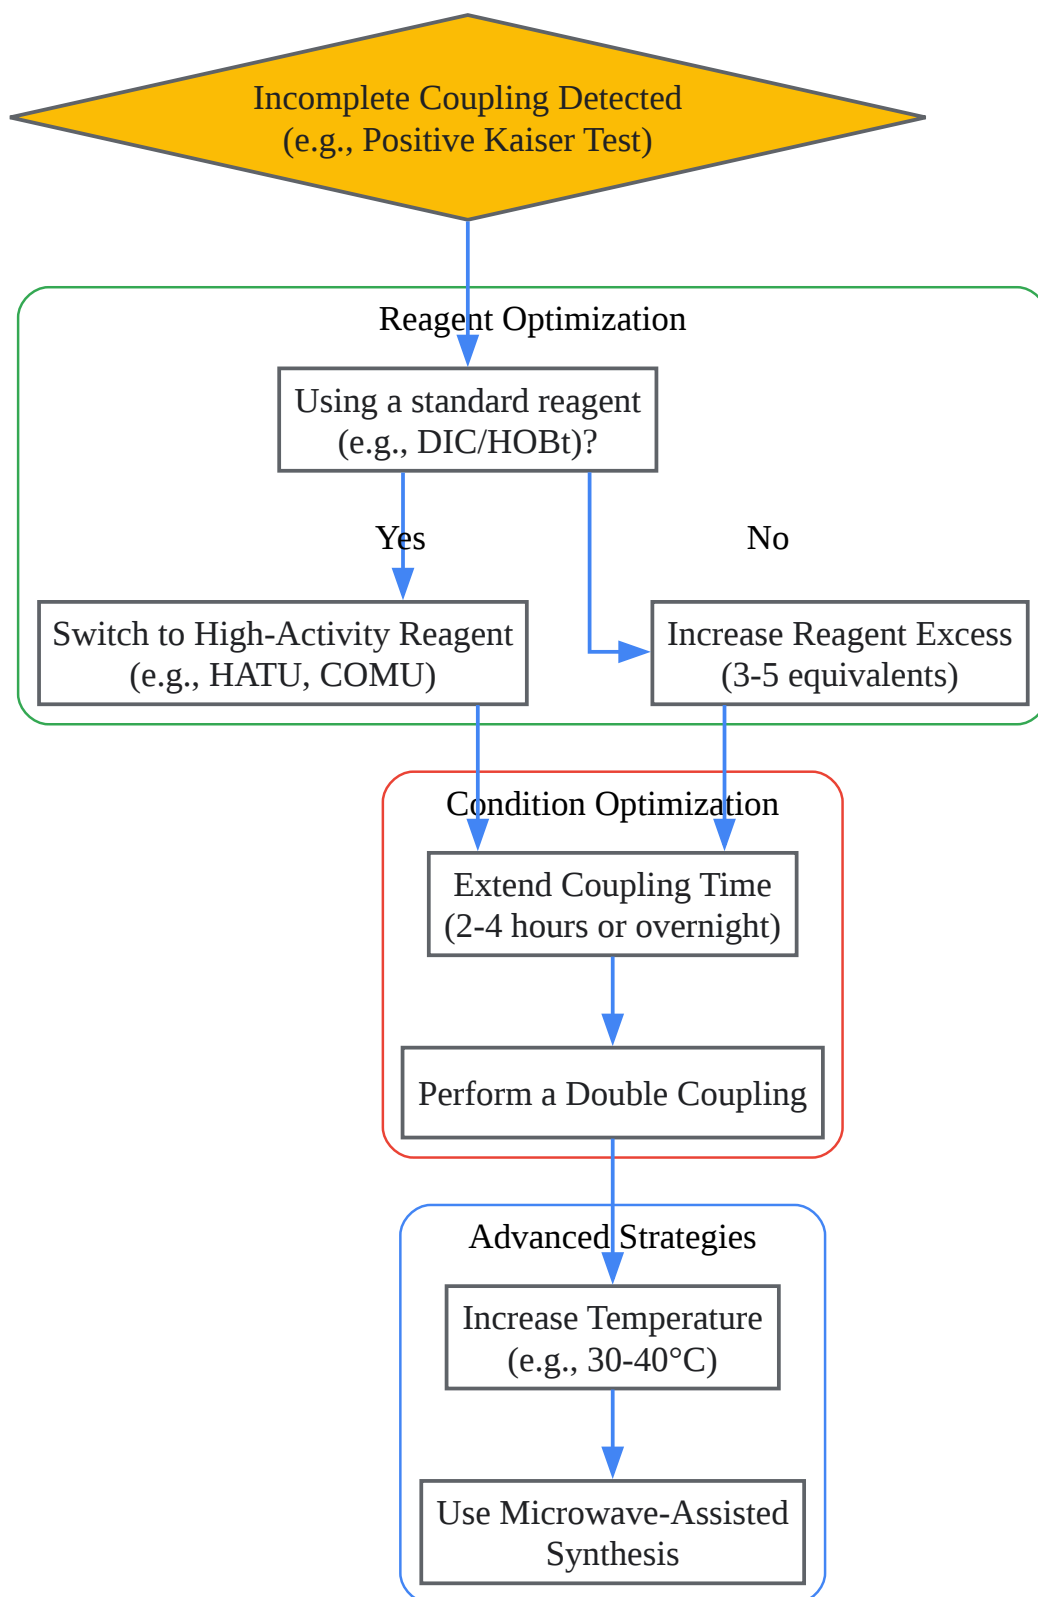 Incomplete Coupling Detected
(e.g., Positive Kaiser Test)
Reagent Optimization
Using a standard reagent
(e.g., DIC/HOBt)?
Yes
No
Switch to High-Activity Reagent
(e.g., HATU, COMU)
Increase Reagent Excess
(3-5 equivalents)
Condition Optimization
Extend Coupling Time
(2-4 hours or overnight)
Perform a Double Coupling
Advanced Strategies
Increase Temperature
(e.g., 30-40°C)
Use Microwave-Assisted
Synthesis